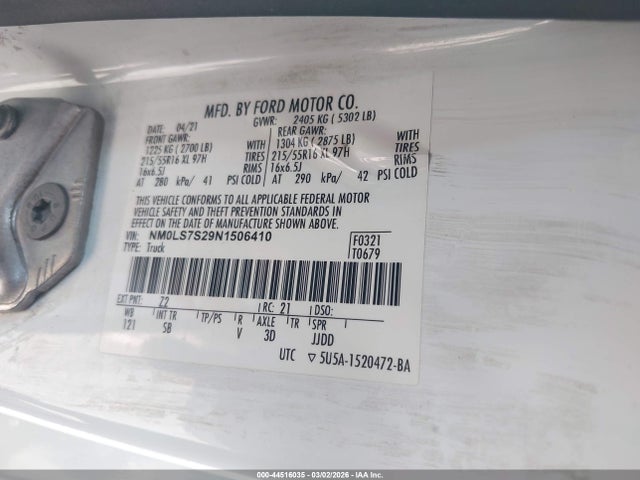 MFD. BY FORD MOTOR CO.
DATE 04/21 GVWR: 2405 KG ( 5302 LB)
FRONT GAWR: REAR GAWR:
1225 KG ( 2700 LB) WITH 1304 KG ( 2875 LB) WITH
215/55R16 XL 97H TIRES 215/55R16 XL 97H TIRES
16x6.5J RIMS 16x6.5J RIMS
AT 280 kPa/ 41 PSI COLD AT 290 kPa/ 42 PSI COLD
THIS VEHICLE CONFORMS TO ALL APPLICABLE FEDERAL MOTOR
VEHICLE SAFETY AND THEFT PREVENTION STANDARDS IN
EFFECT ON THE DATE OF MANUFACTURE SHOWN ABOVE.
VIN: NM0LS7S29N1506410 F0321
TYPE: Truck T0679
EXT PNT: Z2 RC: 21 DSO:
WB INT TR TP/PS R AXLE TR SPR
121 5B V 3D JJDD
UTC ▽5U5A-1520472-BA
000-44516035 - 03/02/2026 - IAA Inc.